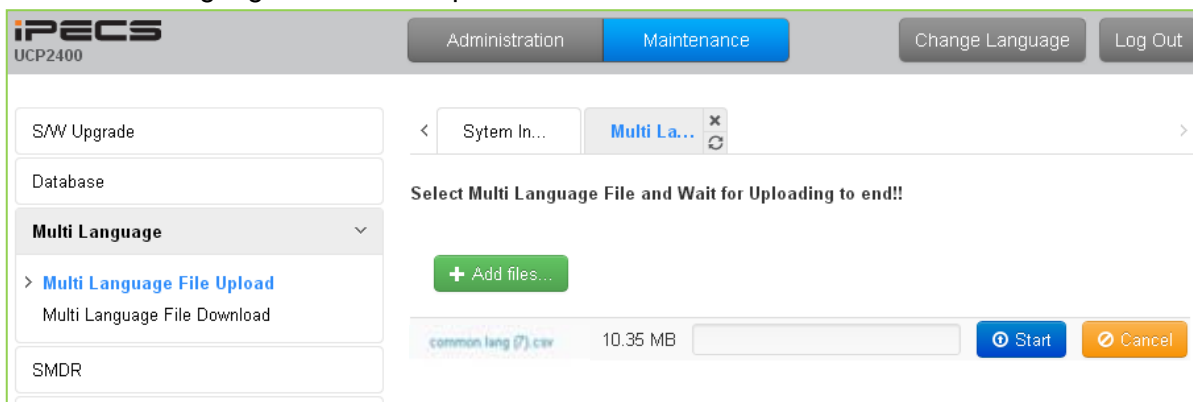 iPECS
UCP2400
Administration
Maintenance
Change Language
Log Out
S/W Upgrade
Database
Multi Language
Multi Language File Upload
Multi Language File Download
SMDR
Sytem In...
Multi La...
Select Multi Language File and Wait for Uploading to end!!
+ Add files...
common.lang (7).csv 10.35 MB Start Cancel